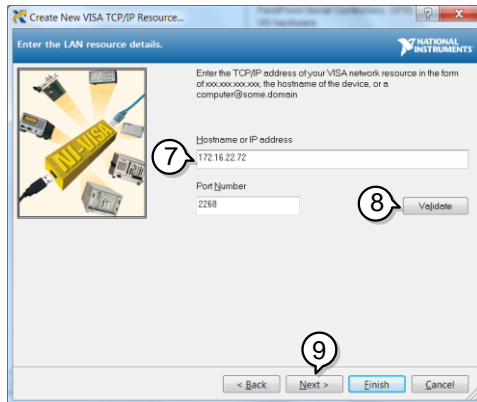 Create New VISA TCP/IP Resource...
Enter the LAN resource details.
NATIONAL
INSTRUMENTS
Enter the TCP/IP address of your VISA network resource in the form
of xxx.xxx.xxx.xxx, the hostname of the device, or a
computer@some.domain
NI-VISA
Hostname or IP address
7
172.16.22.72
Port Number
2268
8
Validate
9
< Back
Next >
Finish
Cancel